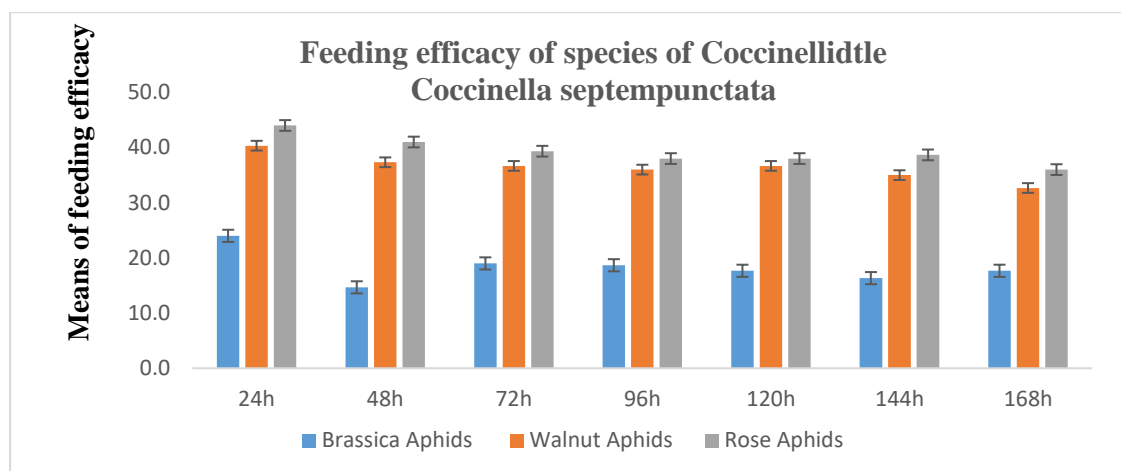 Feeding efficacy of species of Coccinellidtle
Coccinella septempunctata
Means of feeding efficacy
50.0
40.0
30.0
20.0
10.0
0.0
24h 48h 72h 96h 120h 144h 168h
Brassica Aphids Walnut Aphids Rose Aphids